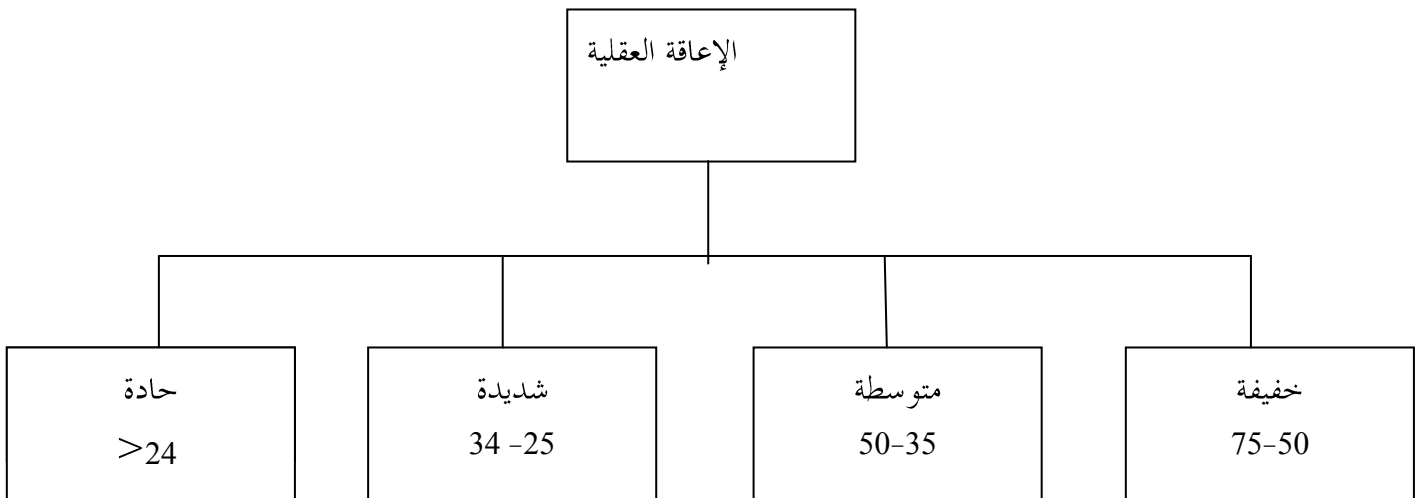 الإعاقة العقلية
خفيفة
75-50
متوسطة
50-35
شديدة
34 -25
حادة
>24